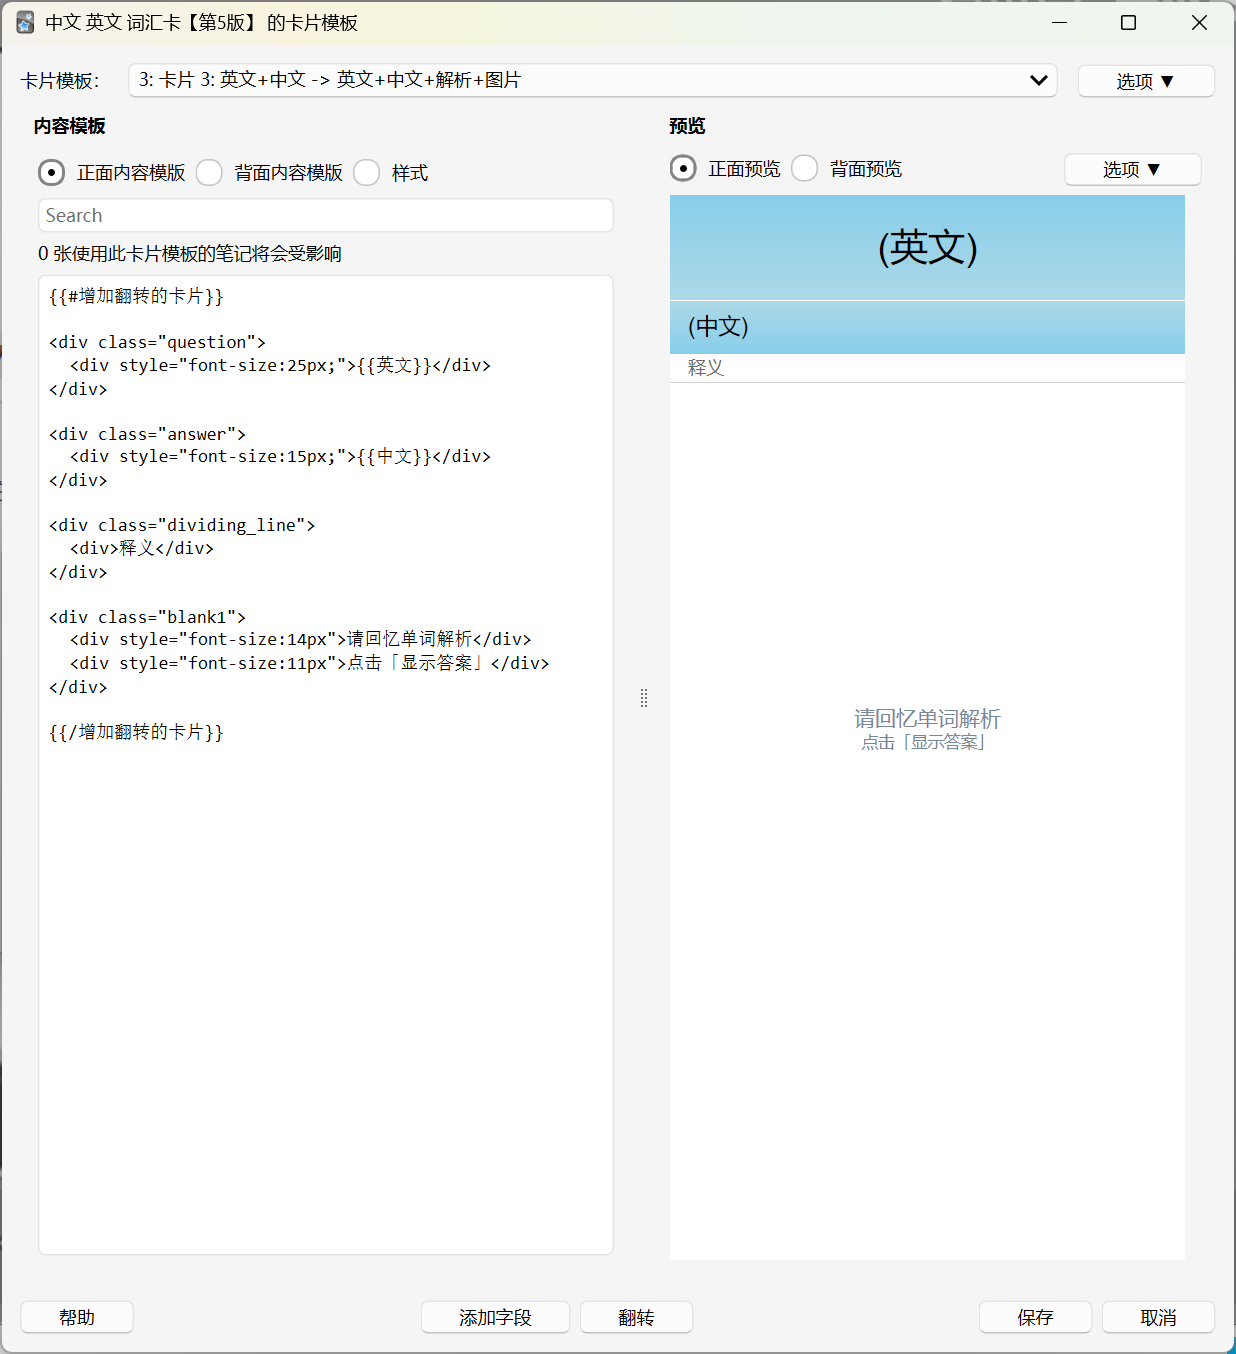 中文 英文 词汇卡【第5版】 的卡片模板
卡片模板：
3: 卡片 3: 英文+中文 -> 英文+中文+解析+图片
选项 ▼
内容模板
正面内容模版
背面内容模版
样式
Search
0 张使用此卡片模板的笔记将会受影响
{{#增加翻转的卡片}}
<div class="question">
<div style="font-size:25px;">{{英文}}</div>
</div>
<div class="answer">
<div style="font-size:15px;">{{中文}}</div>
</div>
<div class="dividing_line">
<div>释义</div>
</div>
<div class="blank1">
<div style="font-size:14px">请回忆单词解析</div>
<div style="font-size:11px">点击「显示答案」</div>
</div>
{{/增加翻转的卡片}}
预览
正面预览
背面预览
选项 ▼
(英文)
(中文)
释义
请回忆单词解析
点击「显示答案」
帮助
添加字段
翻转
保存
取消